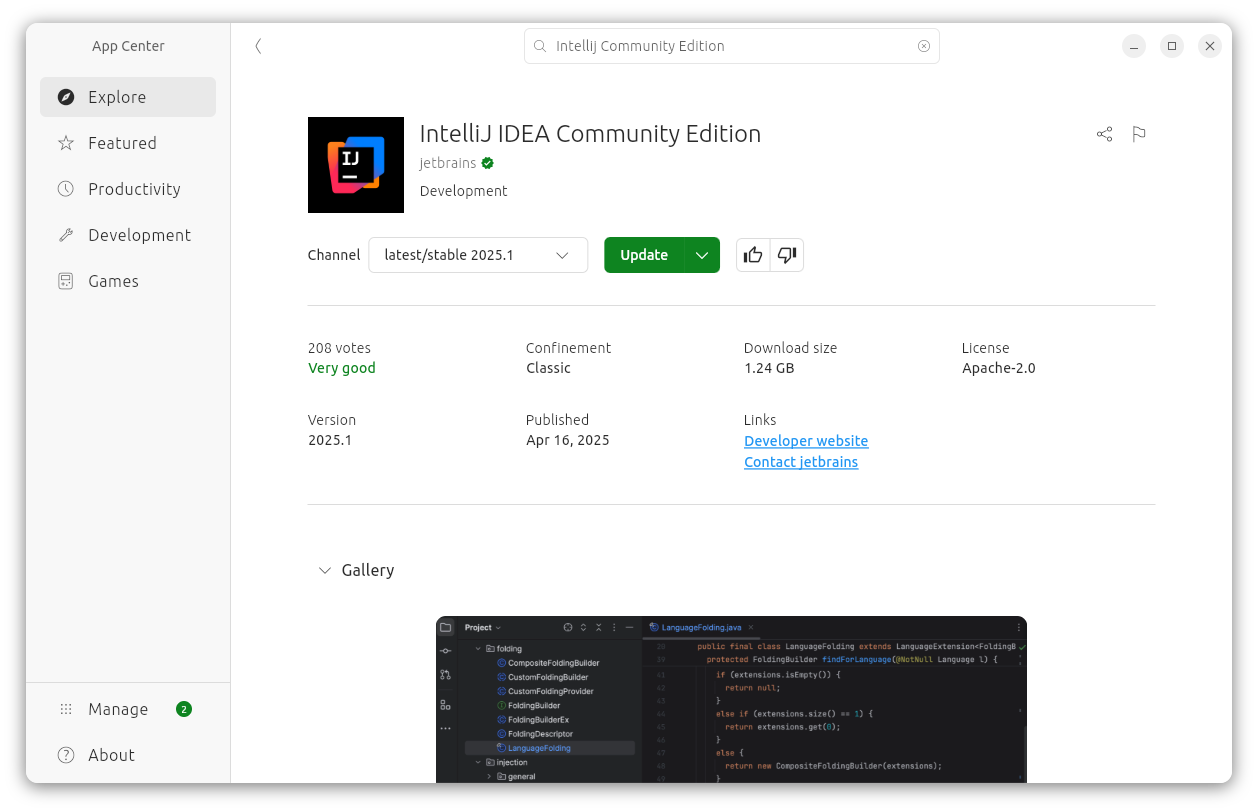 App Center
Intellij Community Edition
Explore
Featured
Productivity
Development
Games
Manage
2
About
IJ
IntelliJ IDEA Community Edition
jetbrains
Development
Channel
latest/stable 2025.1
Update
208 votes
Very good
Confinement
Classic
Download size
1.24 GB
License
Apache-2.0
Version
2025.1
Published
Apr 16, 2025
Links
Developer website
Contact jetbrains
Gallery
Project
folding
CompositeFoldingBuilder
CustomFoldingBuilder
CustomFoldingProvider
FoldingBuilder
FoldingBuilderEx
FoldingDescriptor
LanguageFolding
injection
general
LanguageFolding.java
public final class LanguageFolding extends LanguageExtension<FoldingB
39 protected FoldingBuilder findForLanguage(@NotNull Language l) {
41 if (extensions.isEmpty()) {
42 return null;
43 }
44 else if (extensions.size() == 1) {
45 return extensions.get(0);
46 }
47 else {
48 return new CompositeFoldingBuilder(extensions);
49 }